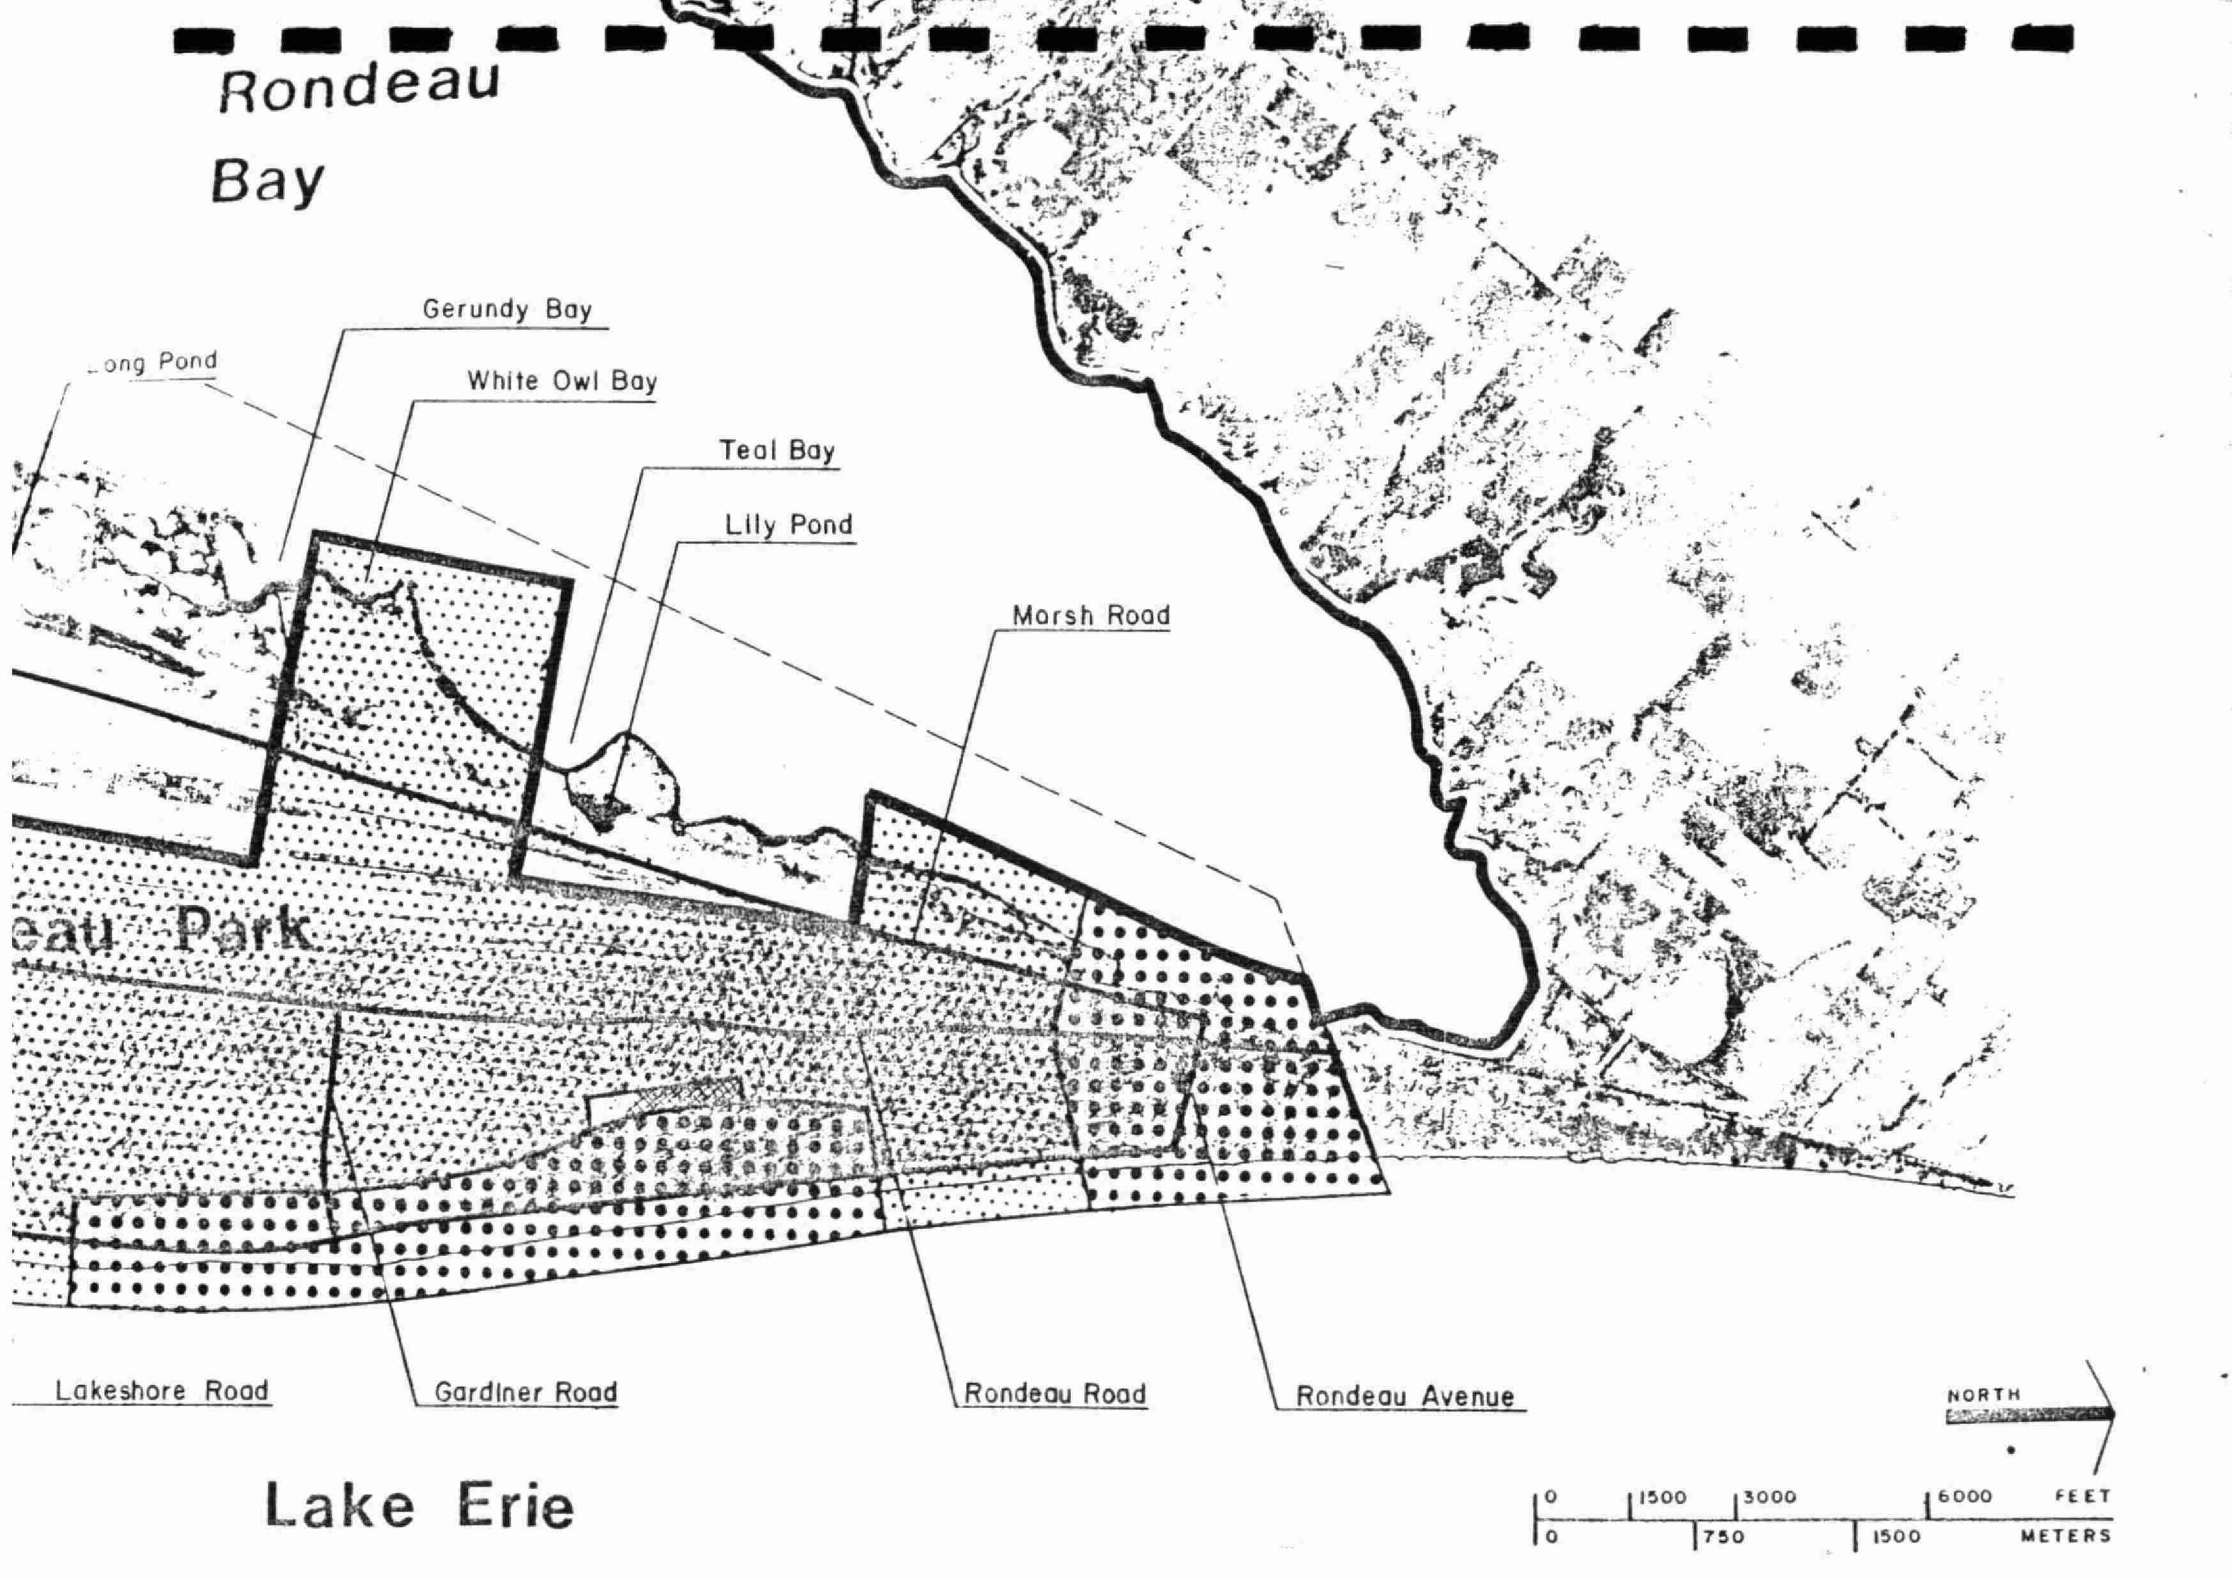 Rondeau
Bay
Gerundy Bay
ong Pond
White Owl Bay
Teal Bay
Lily Pond
Marsh Road
eau Park
Lakeshore Road
Gardiner Road
Rondeau Road
Rondeau Avenue
NORTH
Lake Erie
0 1500 3000 6000 FEET
0 750 1500 METERS